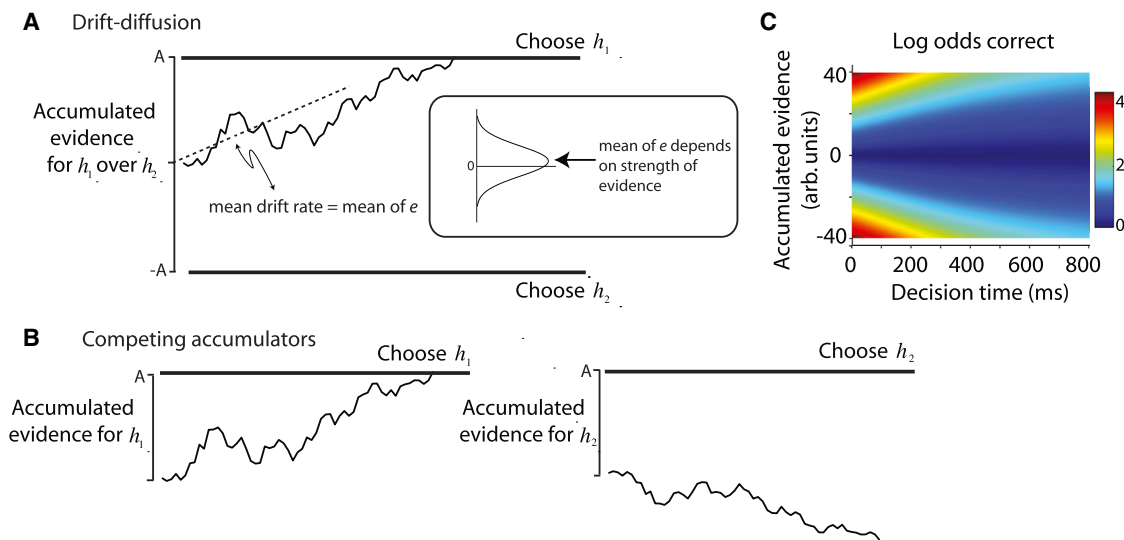 A Drift-diffusion
Choose h₁
A
Accumulated
evidence
for h₁ over h₂
mean drift rate = mean of e
0
mean of e depends
on strength of
evidence
-A
Choose h₂
C
Log odds correct
Accumulated evidence
(arb. units)
40
0
-40
0 200 400 600 800
Decision time (ms)
4
2
0
B Competing accumulators
Choose h₁
A
Accumulated
evidence for h₁
Choose h₂
A
Accumulated
evidence for h₂